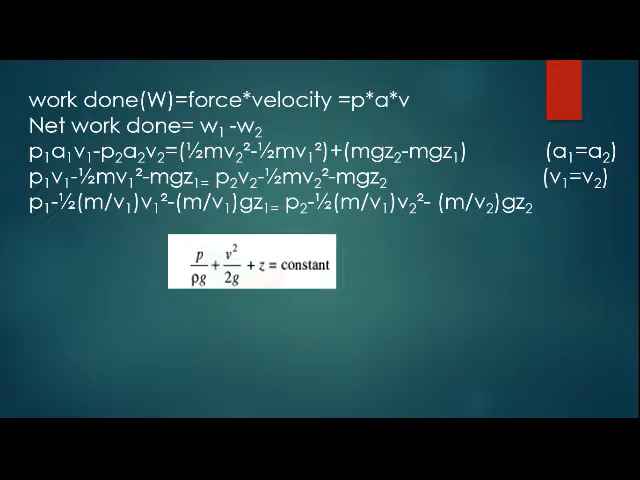 work done(W)=force*velocity =p*a*v
Net work done= w₁ -w₂
p₁a₁v₁-p₂a₂v₂=(½mv₂²-½mv₁²)+(mgz₂-mgz₁) (a₁=a₂)
p₁v₁-½mv₁²-mgz₁₌ p₂v₂-½mv₂²-mgz₂ (v₁=v₂)
p₁-½(m/v₁)v₁²-(m/v₁)gz₁₌ p₂-½(m/v₁)v₂²- (m/v₂)gz₂
p/ρg + v²/2g + z = constant